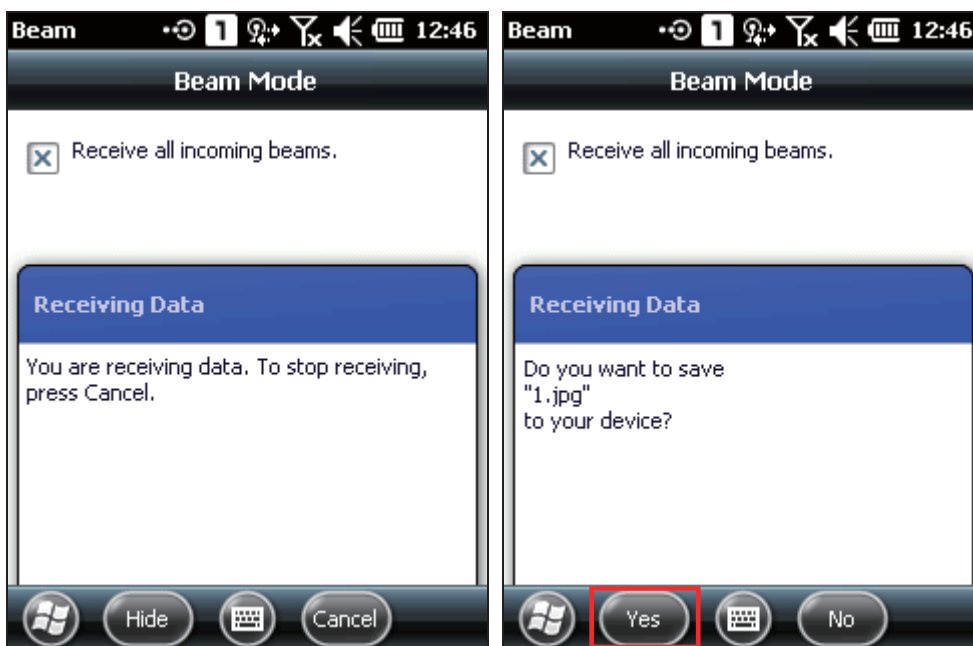 Beam 1 12:46
Beam Mode
Receive all incoming beams.
Receiving Data
You are receiving data. To stop receiving,
press Cancel.
Hide Cancel
Beam 1 12:46
Beam Mode
Receive all incoming beams.
Receiving Data
Do you want to save
"1.jpg"
to your device?
Yes No